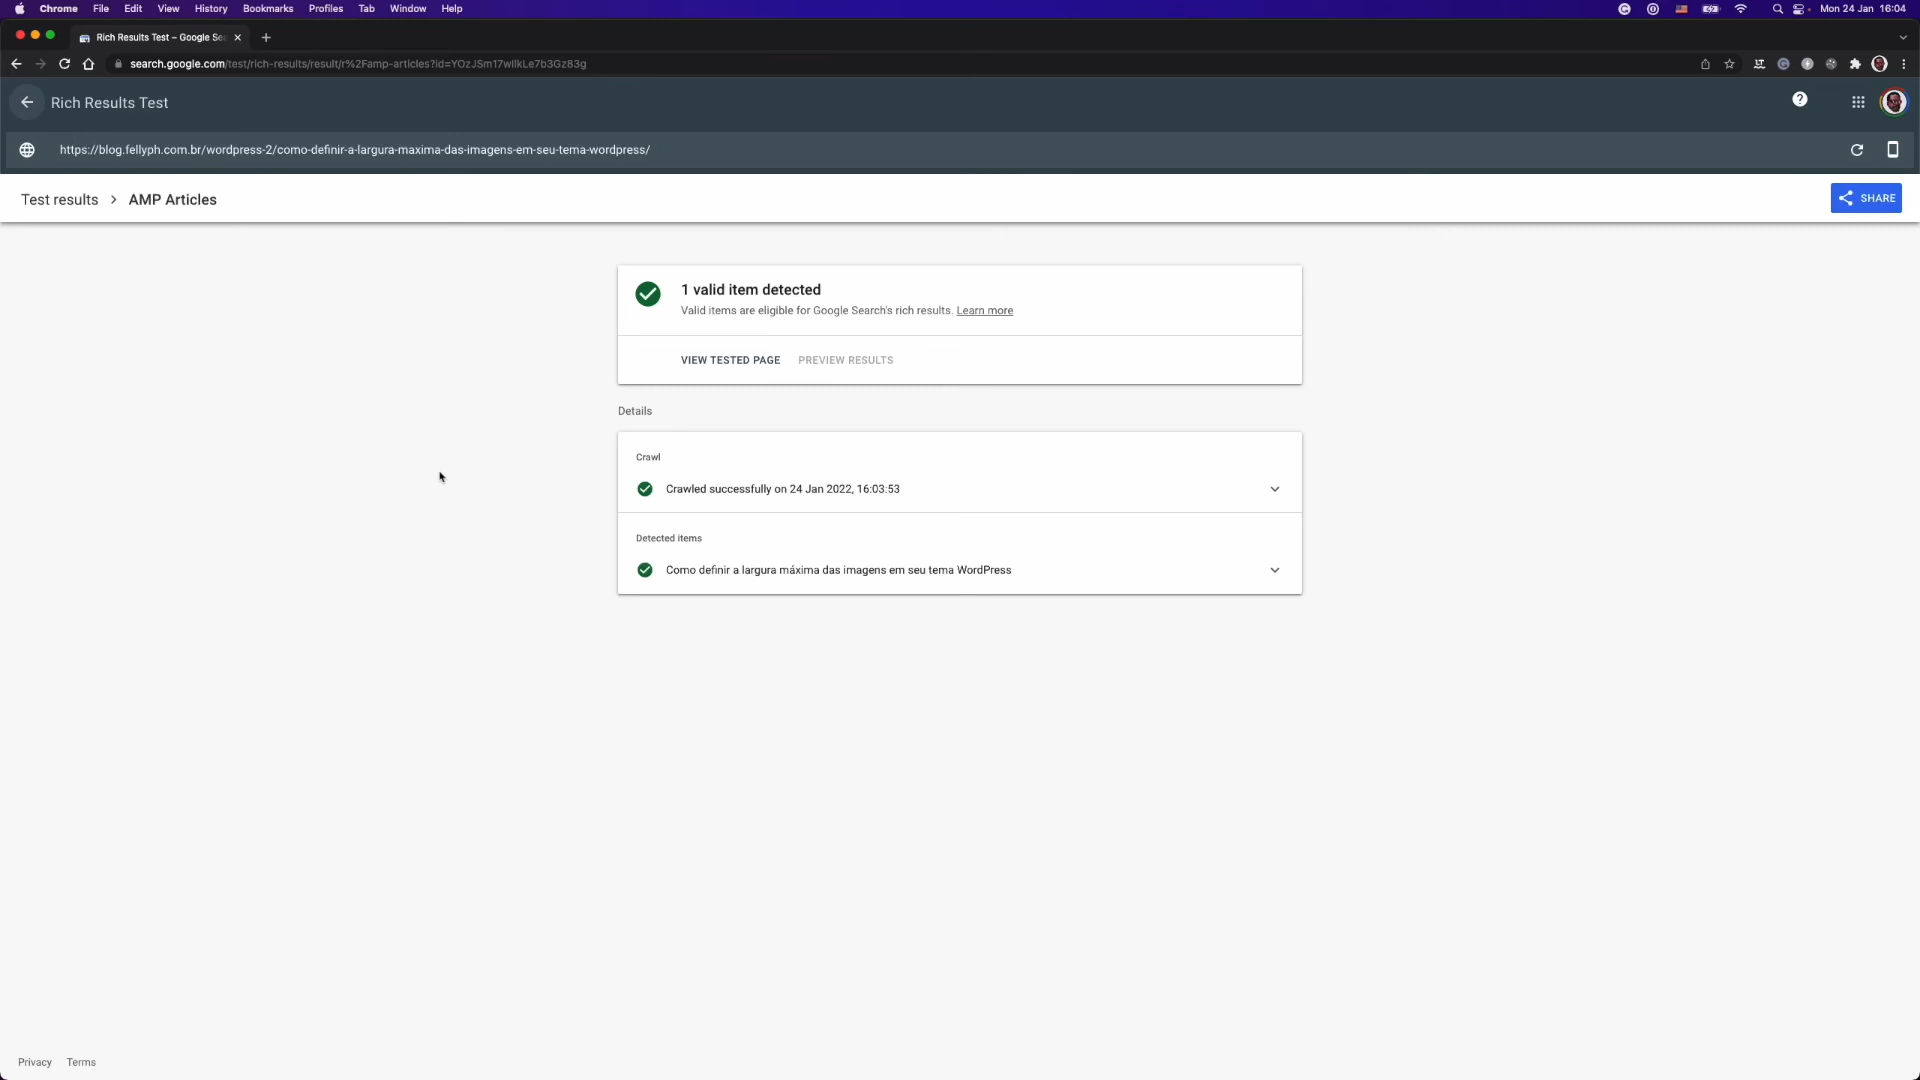 Chrome File Edit View History Bookmarks Profiles Tab Window Help Mon 24 Jan 16:04
Rich Results Test – Google Se
search.google.com/test/rich-results/result/r%2Famp-articles?id=YOzJSm17wIlkLe7b3Gz83g
Rich Results Test
https://blog.fellyph.com.br/wordpress-2/como-definir-a-largura-maxima-das-imagens-em-seu-tema-wordpress/
Test results > AMP Articles
SHARE
1 valid item detected
Valid items are eligible for Google Search's rich results. Learn more
VIEW TESTED PAGE PREVIEW RESULTS
Details
Crawl
Crawled successfully on 24 Jan 2022, 16:03:53
Detected items
Como definir a largura máxima das imagens em seu tema WordPress
Privacy Terms